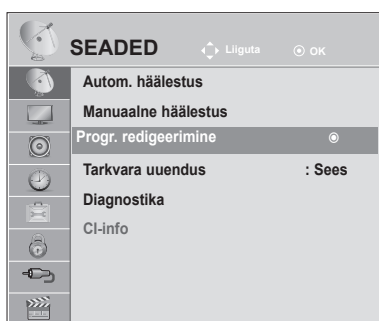 SEADED Liiguta OK
Autom. häälestus
Manuaalne häälestus
Progr. redigeerimine
Tarkvara uuendus : Sees
Diagnostika
CI-info